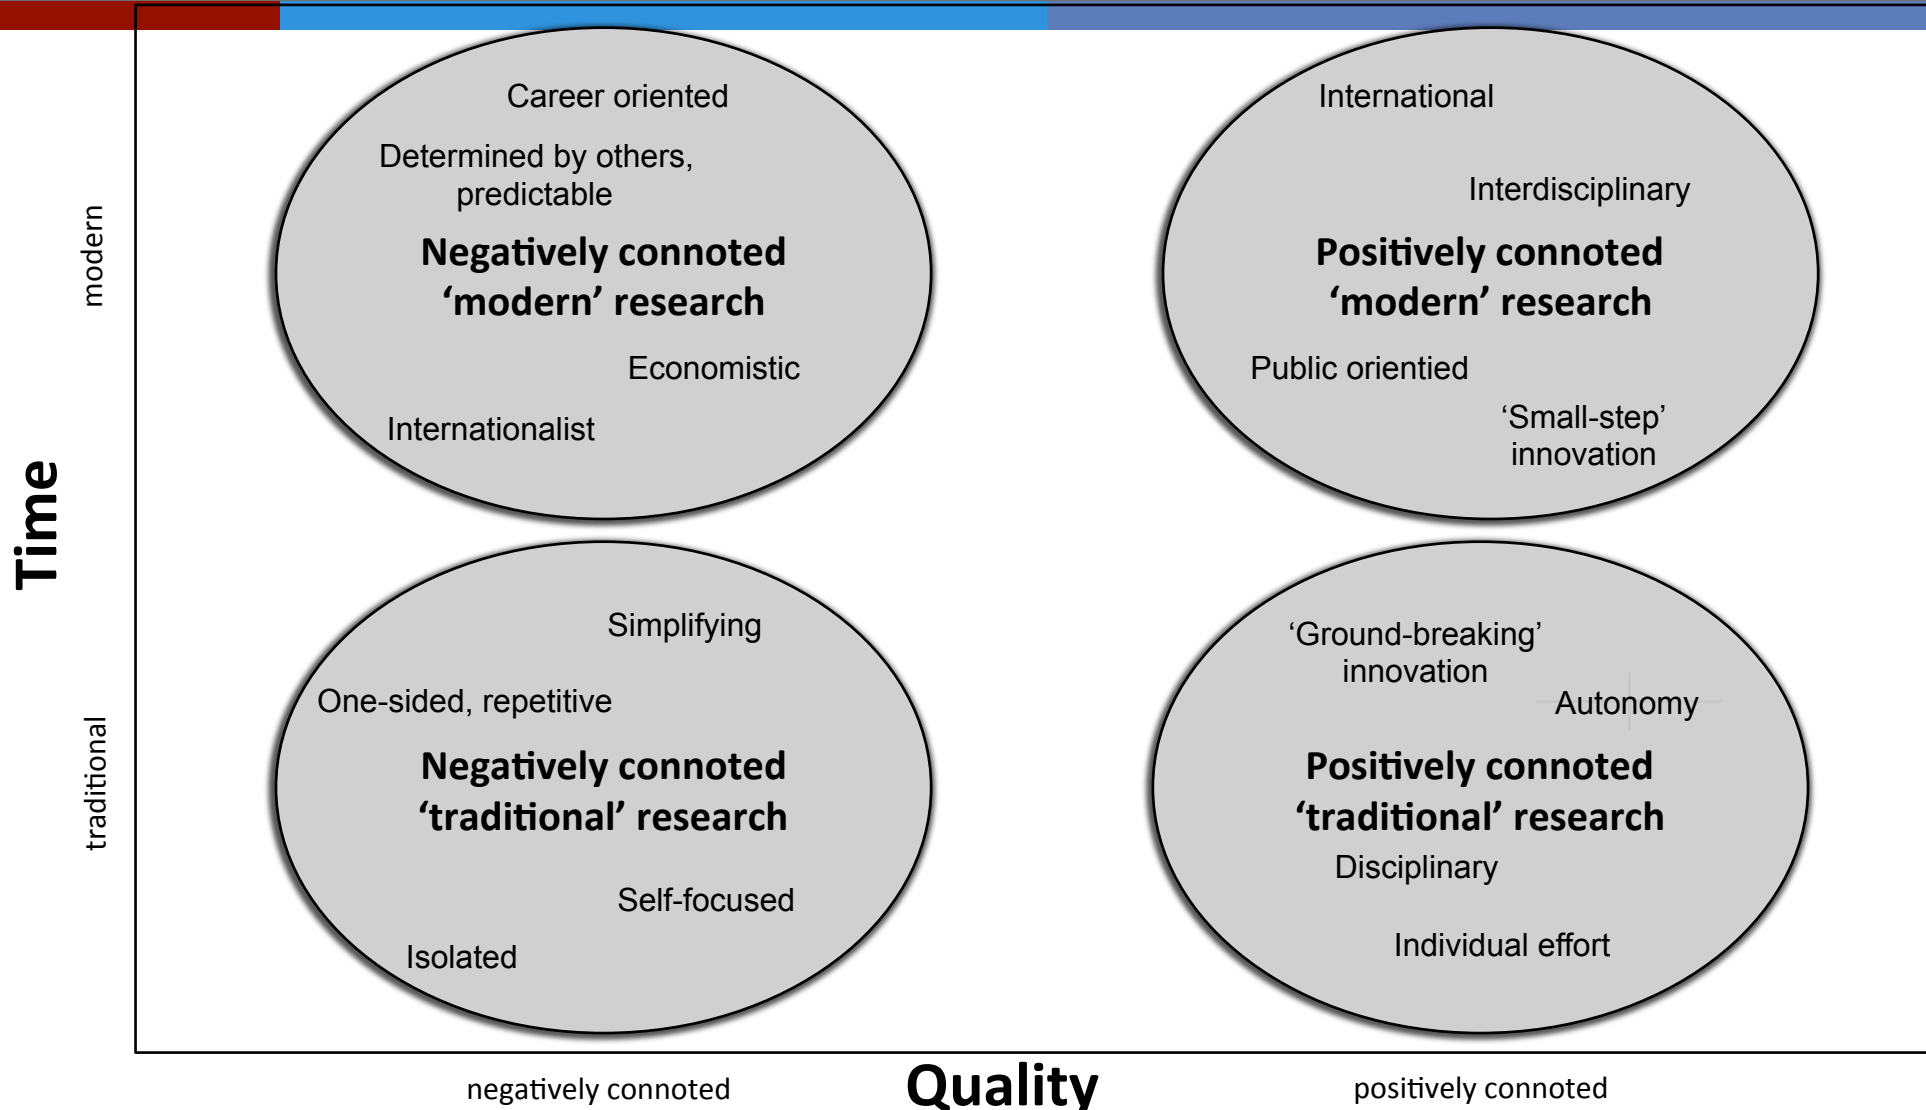 Time
modern
traditional
Career oriented
Determined by others,
predictable
Negatively connoted
‘modern’ research
Economistic
Internationalist
International
Interdisciplinary
Positively connoted
‘modern’ research
Public orientied
‘Small-step’
innovation
Simplifying
One-sided, repetitive
Negatively connoted
‘traditional’ research
Self-focused
Isolated
‘Ground-breaking’
innovation
Autonomy
Positively connoted
‘traditional’ research
Disciplinary
Individual effort
negatively connoted
Quality
positively connoted